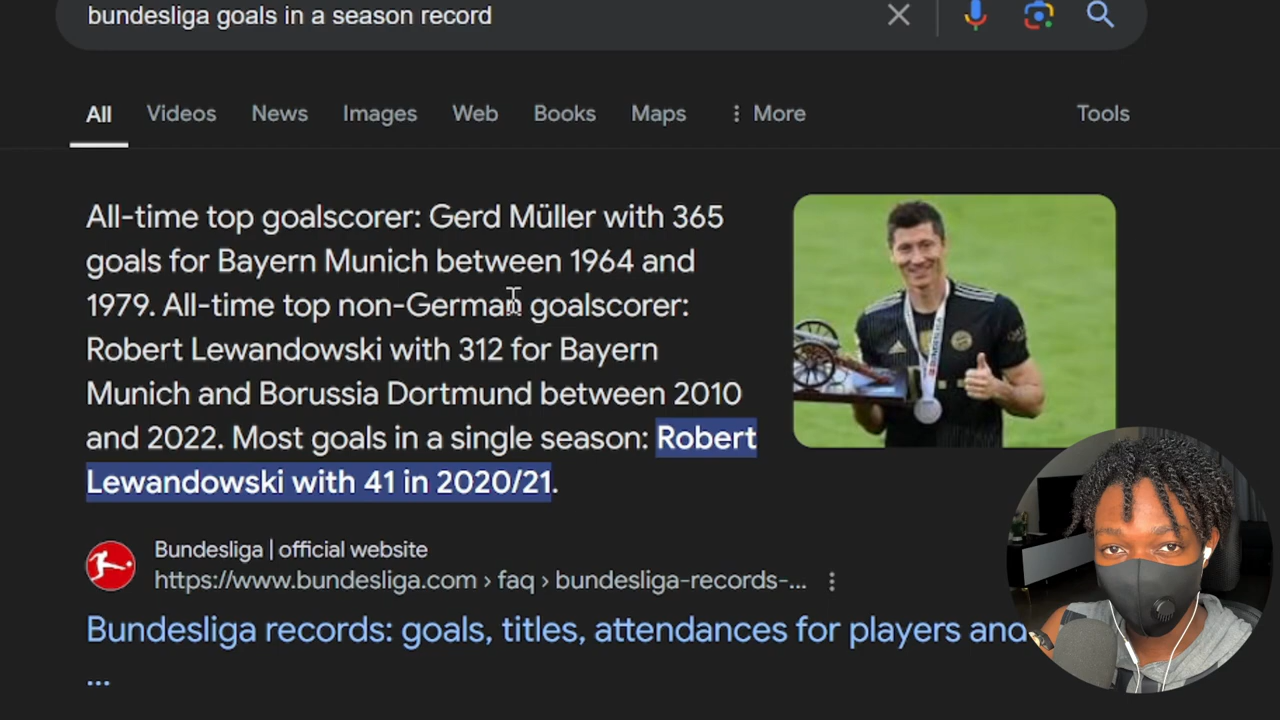 bundesliga goals in a season record
All Videos News Images Web Books Maps More Tools
All-time top goalscorer: Gerd Müller with 365
goals for Bayern Munich between 1964 and
1979. All-time top non-German goalscorer:
Robert Lewandowski with 312 for Bayern
Munich and Borussia Dortmund between 2010
and 2022. Most goals in a single season: Robert
Lewandowski with 41 in 2020/21.
Bundesliga | official website
https://www.bundesliga.com › faq › bundesliga-records-...
Bundesliga records: goals, titles, attendances for players and
...